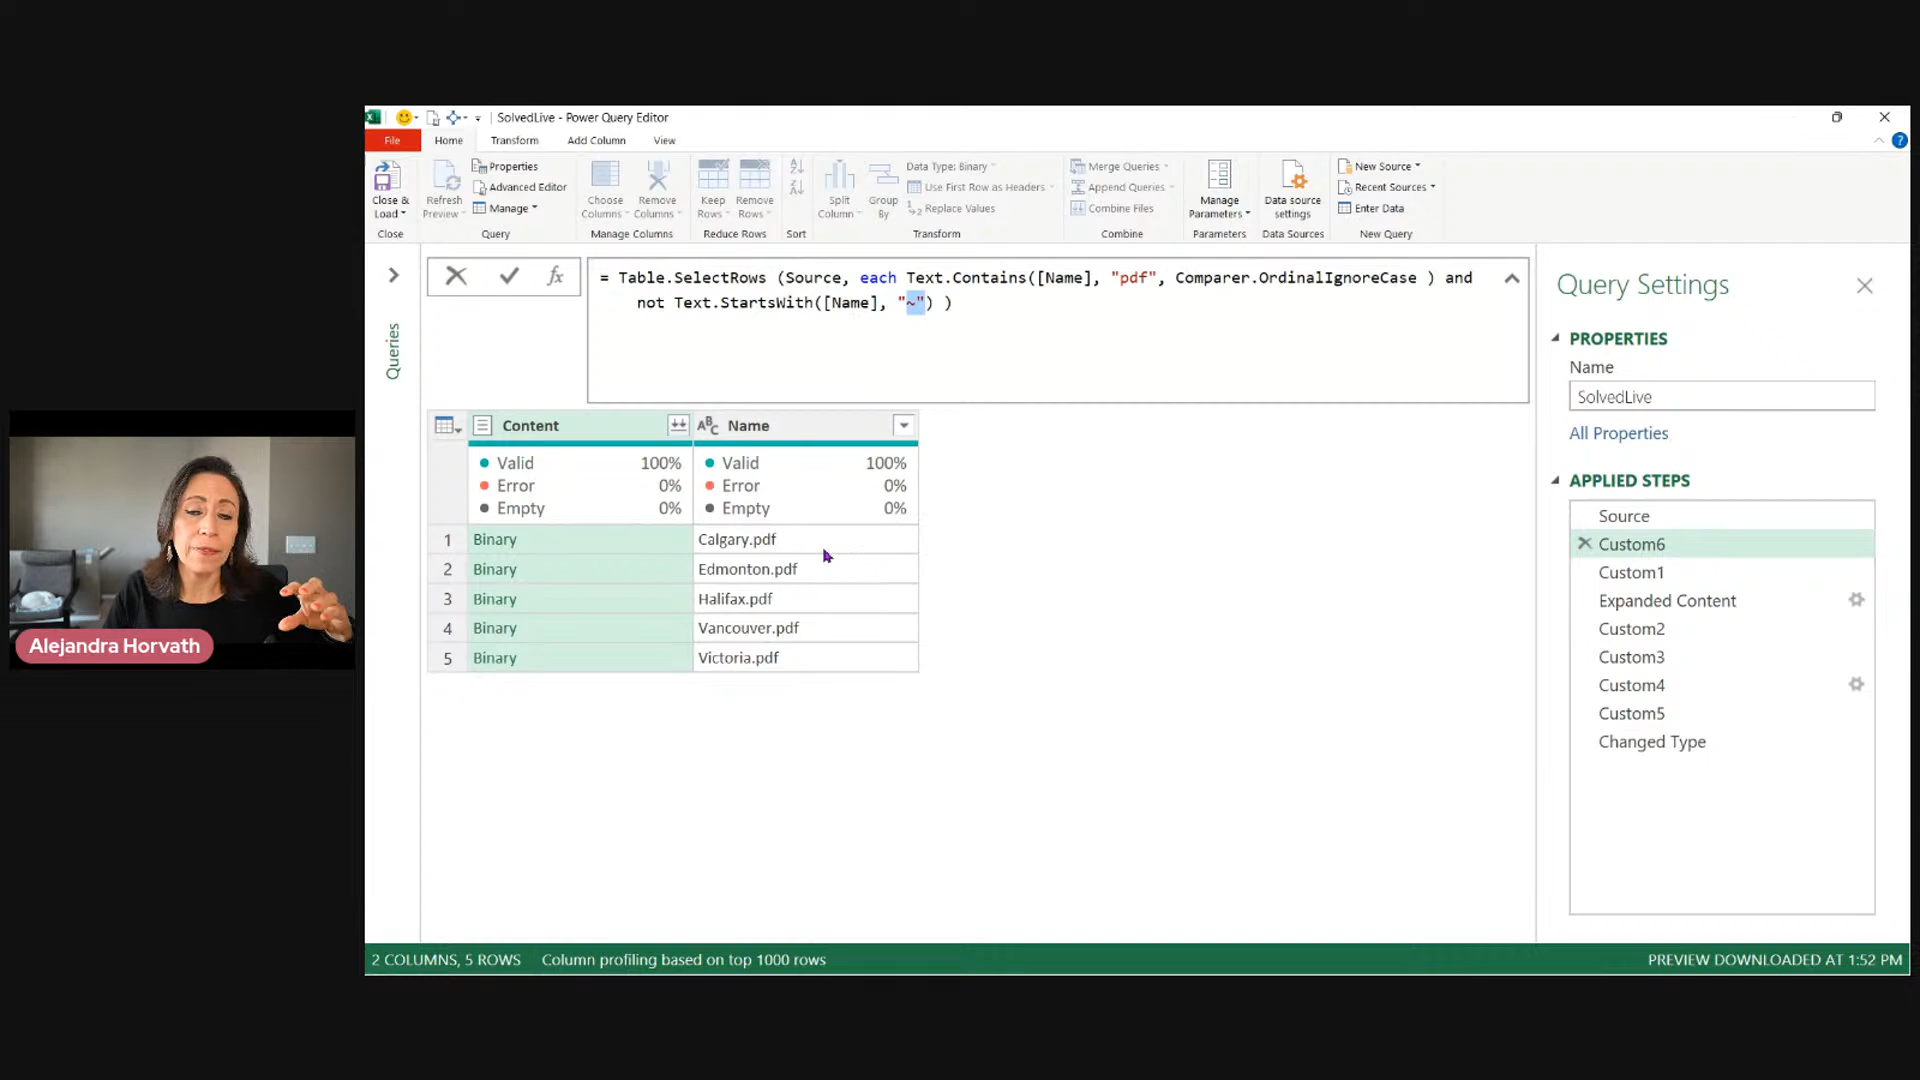 SolvedLive - Power Query Editor
File Home Transform Add Column View
Close & Load
Close
Refresh Preview
Properties
Advanced Editor
Manage
Query
Choose Columns
Remove Columns
Manage Columns
Keep Rows
Remove Rows
Reduce Rows
Sort
Split Column
Group By
Data Type: Binary
Use First Row as Headers
Replace Values
Transform
Merge Queries
Append Queries
Combine Files
Combine
Manage Parameters
Parameters
Data source settings
Data Sources
New Source
Recent Sources
Enter Data
New Query
Queries
= Table.SelectRows (Source, each Text.Contains([Name], "pdf", Comparer.OrdinalIgnoreCase ) and
not Text.StartsWith([Name], "~") )
Content Name
Valid 100% Valid 100%
Error 0% Error 0%
Empty 0% Empty 0%
1 Binary Calgary.pdf
2 Binary Edmonton.pdf
3 Binary Halifax.pdf
4 Binary Vancouver.pdf
5 Binary Victoria.pdf
Query Settings
PROPERTIES
Name
SolvedLive
All Properties
APPLIED STEPS
Source
Custom6
Custom1
Expanded Content
Custom2
Custom3
Custom4
Custom5
Changed Type
2 COLUMNS, 5 ROWS Column profiling based on top 1000 rows
PREVIEW DOWNLOADED AT 1:52 PM
Alejandra Horvath